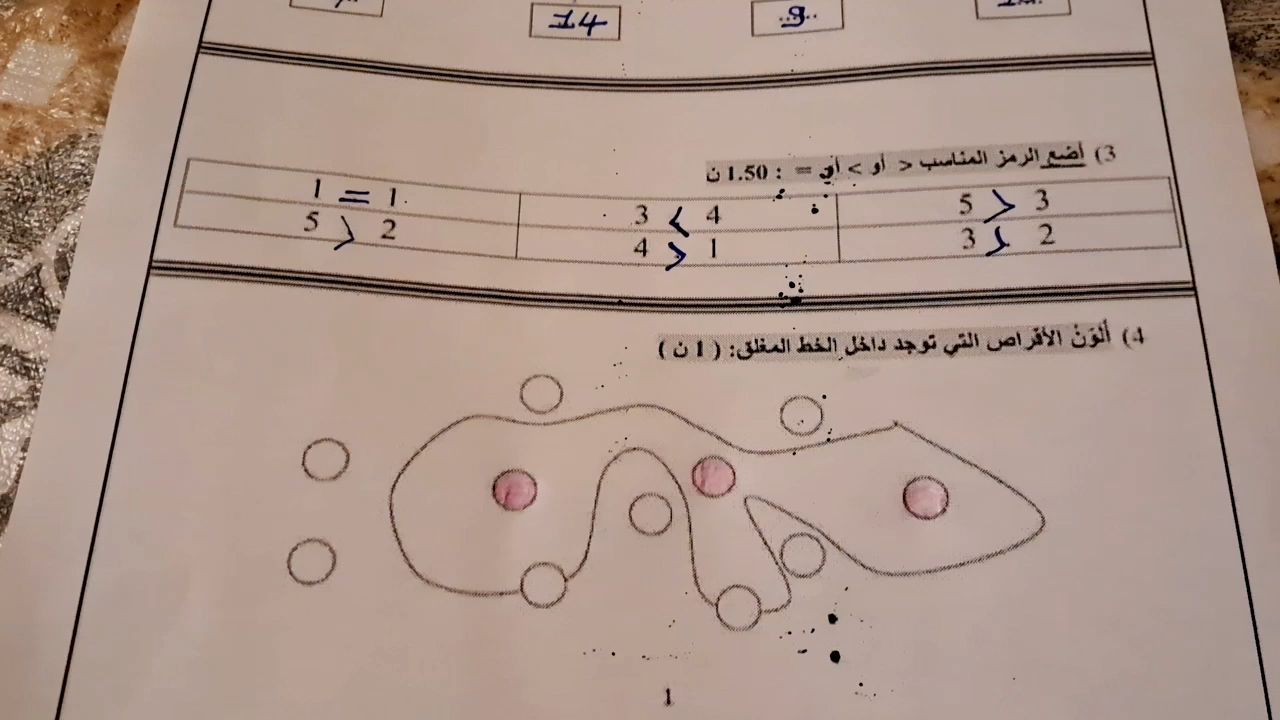 14 9
3) أضع الرمز المناسب > أو < أو = : 1.50 ن
1 = 1 3 < 4 5 > 3
5 > 2 4 > 1 3 > 2
4) أُلَوّنُ الأقراص التي توجد داخل الخط المغلق: ( 1 ن )
1